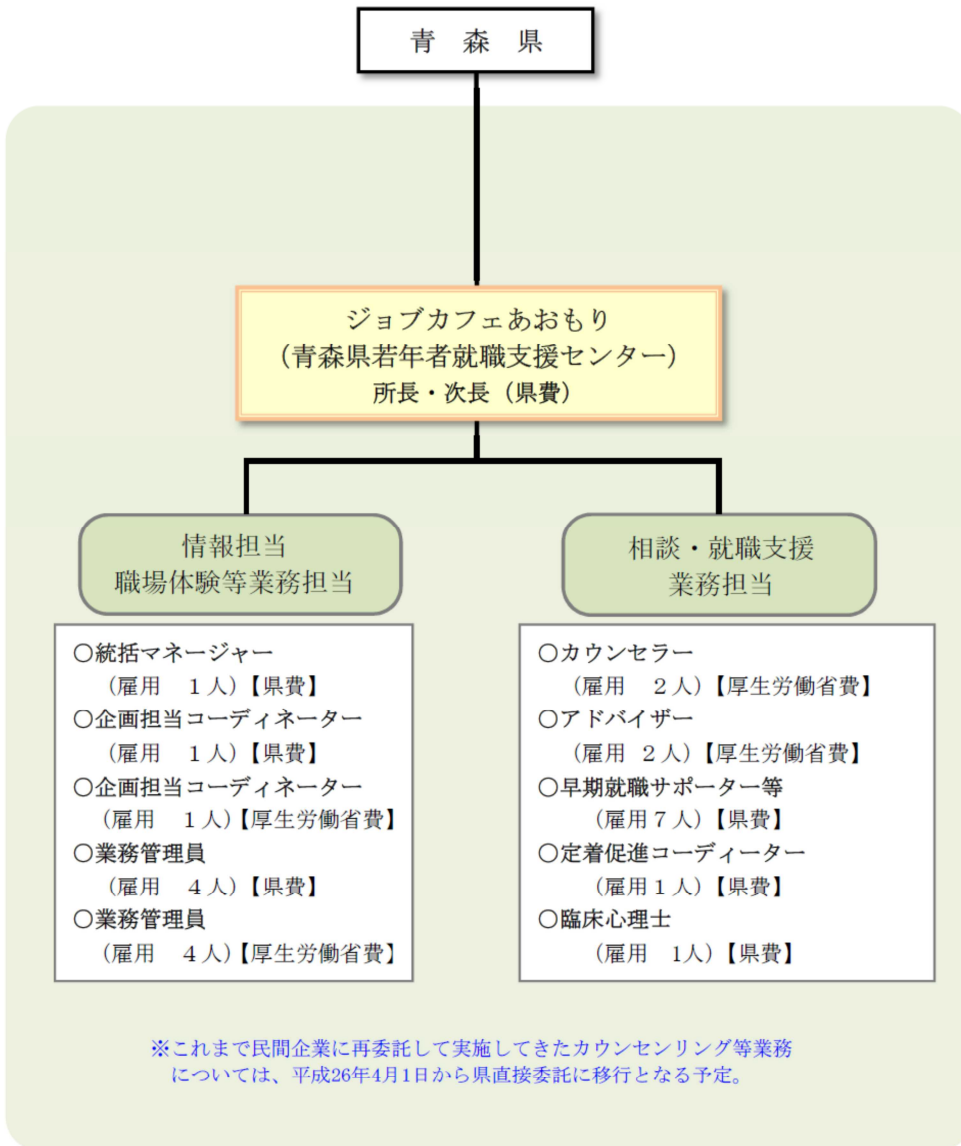 青 森 県
ジョブカフェあおもり
(青森県若年者就職支援センター)
所長・次長(県費)
情報担当
職場体験等業務担当
○統括マネージャー
(雇用 1人)【県費】
○企画担当コーディネーター
(雇用 1人)【県費】
○企画担当コーディネーター
(雇用 1人)【厚生労働省費】
○業務管理員
(雇用 4人)【県費】
○業務管理員
(雇用 4人)【厚生労働省費】
相談・就職支援
業務担当
○カウンセラー
(雇用 2人)【厚生労働省費】
○アドバイザー
(雇用 2人)【厚生労働省費】
○早期就職サポーター等
(雇用7人)【県費】
○定着促進コーディーター
(雇用1人)【県費】
○臨床心理士
(雇用 1人)【県費】
※これまで民間企業に再委託して実施してきたカウンセンリング等業務
については、平成26年4月1日から県直接委託に移行となる予定。